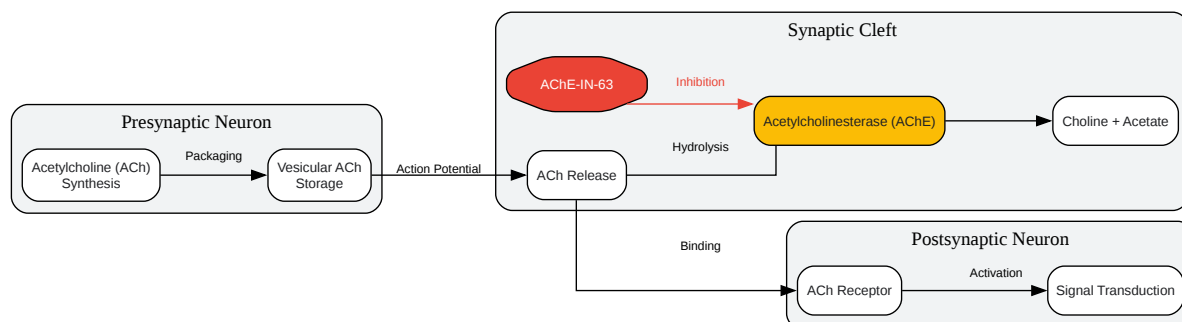 Synaptic Cleft
AChE-IN-63
Inhibition
Acetylcholinesterase (AChE)
Choline + Acetate
Presynaptic Neuron
Acetylcholine (ACh)
Synthesis
Packaging
Vesicular ACh
Storage
Action Potential
ACh Release
Hydrolysis
Binding
Postsynaptic Neuron
ACh Receptor
Activation
Signal Transduction